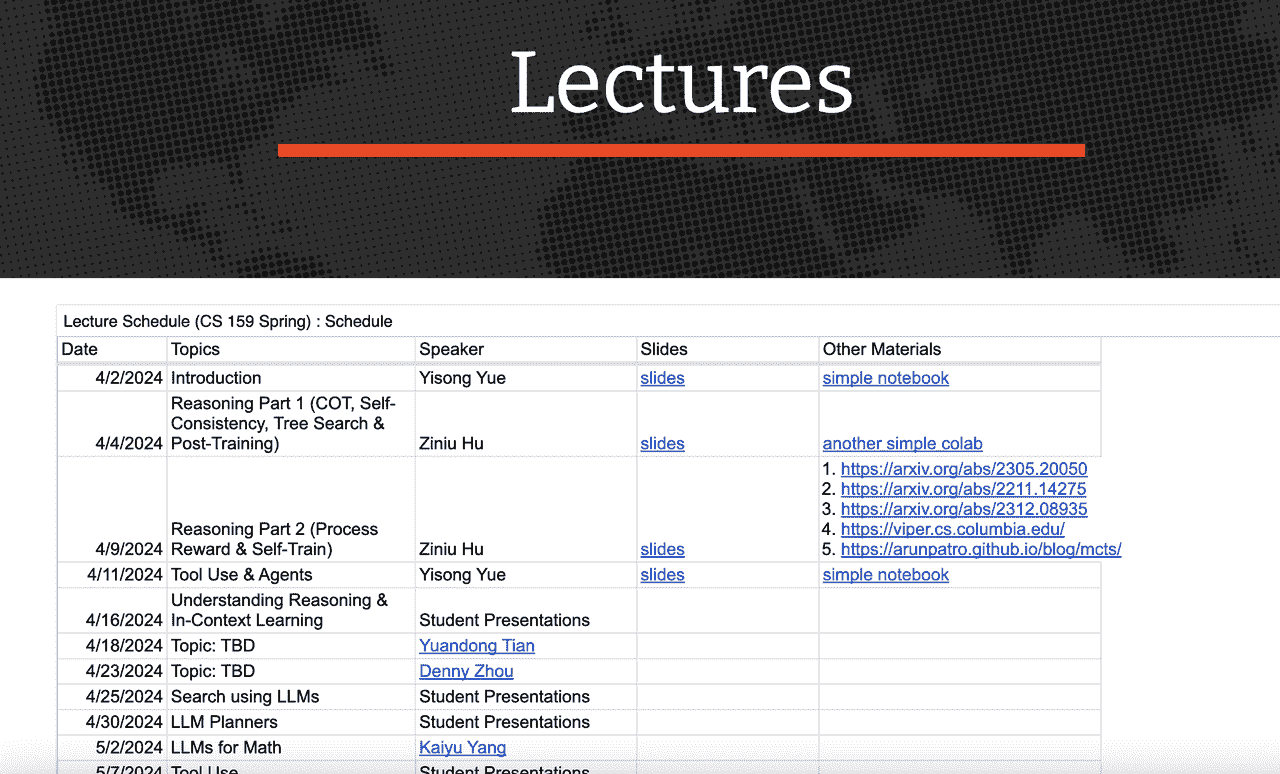 Lectures
Lecture Schedule (CS 159 Spring) : Schedule
Date Topics Speaker Slides Other Materials
4/2/2024 Introduction Yisong Yue slides simple notebook
Reasoning Part 1 (COT, Self-
Consistency, Tree Search &
4/4/2024 Post-Training) Ziniu Hu slides another simple colab
1. https://arxiv.org/abs/2305.20050
2. https://arxiv.org/abs/2211.14275
3. https://arxiv.org/abs/2312.08935
Reasoning Part 2 (Process 4. https://viper.cs.columbia.edu/
4/9/2024 Reward & Self-Train) Ziniu Hu slides 5. https://arunpatro.github.io/blog/mcts/
4/11/2024 Tool Use & Agents Yisong Yue slides simple notebook
Understanding Reasoning &
4/16/2024 In-Context Learning Student Presentations
4/18/2024 Topic: TBD Yuandong Tian
4/23/2024 Topic: TBD Denny Zhou
4/25/2024 Search using LLMs Student Presentations
4/30/2024 LLM Planners Student Presentations
5/2/2024 LLMs for Math Kaiyu Yang
5/7/2024 Tool Use Student Presentations